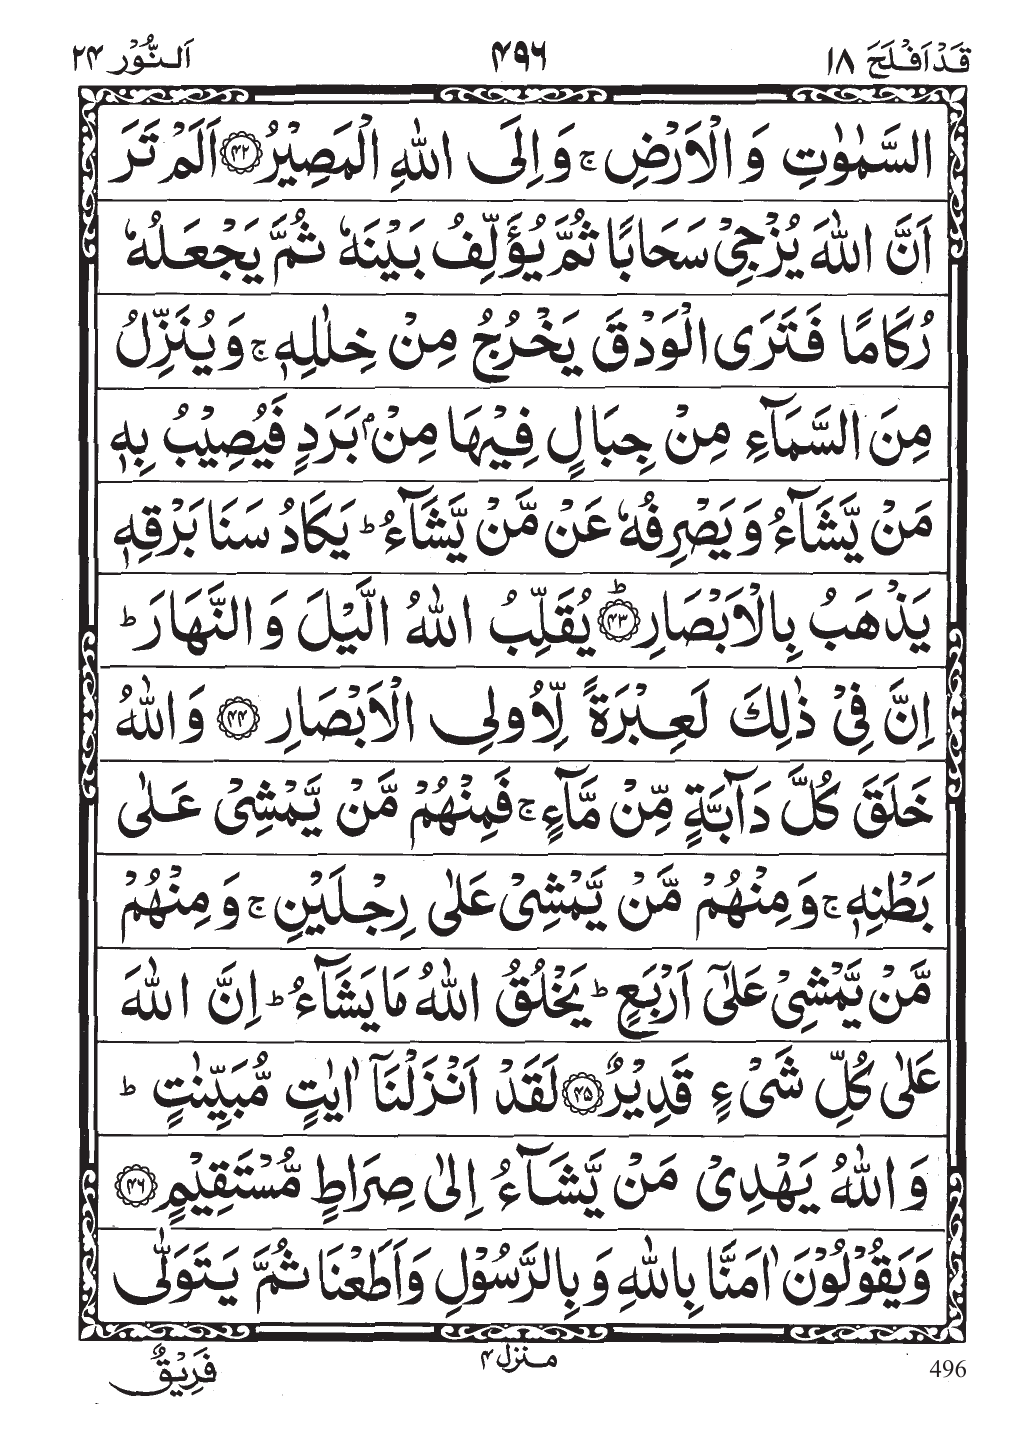 قَدْ اَفْلَحَ ۱۸
۴۹۶
اَلنُّوْر ۲۴
السَّمٰوٰتِ وَ الْاَرْضِ ۚ وَ اِلَى اللّٰهِ الْمَصِيْرُ ﴿۴۲﴾ اَلَمْ تَرَ
اَنَّ اللّٰهَ يُزْجِيْ سَحَابًا ثُمَّ يُؤَلِّفُ بَيْنَهٗ ثُمَّ يَجْعَلُهٗ
رُكَامًا فَتَرَى الْوَدْقَ يَخْرُجُ مِنْ خِلٰلِهٖ ۚ وَ يُنَزِّلُ
مِنَ السَّمَآءِ مِنْ جِبَالٍ فِيْهَا مِنْۢ بَرَدٍ فَيُصِيْبُ بِهٖ
مَنْ يَّشَآءُ وَ يَصْرِفُهٗ عَنْ مَّنْ يَّشَآءُ ؕ يَكَادُ سَنَا بَرْقِهٖ
يَذْهَبُ بِالْاَبْصَارِ ؕ﴿۴۳﴾ يُقَلِّبُ اللّٰهُ الَّيْلَ وَ النَّهَارَ ؕ
اِنَّ فِيْ ذٰلِكَ لَعِبْرَةً لِّاُولِي الْاَبْصَارِ ﴿۴۴﴾ وَ اللّٰهُ
خَلَقَ كُلَّ دَآبَّةٍ مِّنْ مَّآءٍ ۚ فَمِنْهُمْ مَّنْ يَّمْشِيْ عَلٰى
بَطْنِهٖ ۚ وَ مِنْهُمْ مَّنْ يَّمْشِيْ عَلٰى رِجْلَيْنِ ۚ وَ مِنْهُمْ
مَّنْ يَّمْشِيْ عَلٰٓى اَرْبَعٍ ؕ يَخْلُقُ اللّٰهُ مَا يَشَآءُ ؕ اِنَّ اللّٰهَ
عَلٰى كُلِّ شَيْءٍ قَدِيْرٌ ﴿۴۵﴾ لَقَدْ اَنْزَلْنَآ اٰيٰتٍ مُّبَيِّنٰتٍ ؕ
وَ اللّٰهُ يَهْدِيْ مَنْ يَّشَآءُ اِلٰى صِرَاطٍ مُّسْتَقِيْمٍ ﴿۴۶﴾
وَ يَقُوْلُوْنَ اٰمَنَّا بِاللّٰهِ وَ بِالرَّسُوْلِ وَ اَطَعْنَا ثُمَّ يَتَوَلّٰى
496
منزل ۴
فَرِيْقٌ